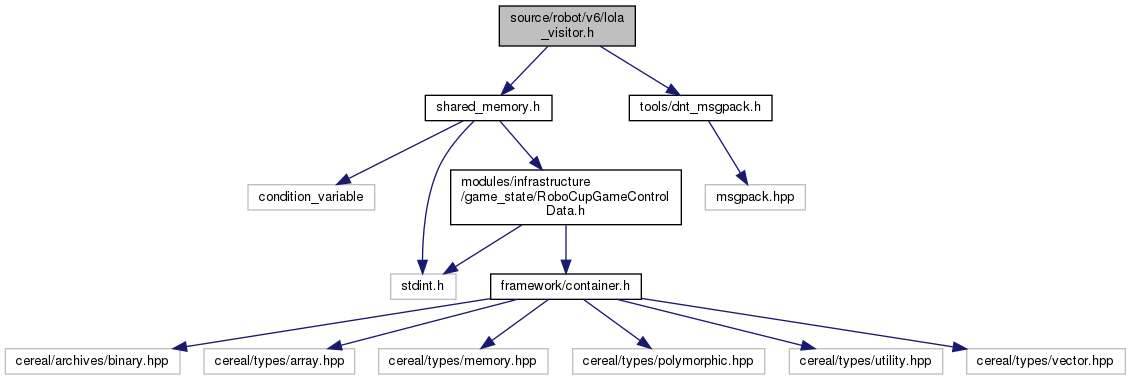 source/robot/v6/lola
_visitor.h
shared_memory.h
tools/dnt_msgpack.h
condition_variable
modules/infrastructure
/game_state/RoboCupGameControl
Data.h
msgpack.hpp
stdint.h
framework/container.h
cereal/archives/binary.hpp
cereal/types/array.hpp
cereal/types/memory.hpp
cereal/types/polymorphic.hpp
cereal/types/utility.hpp
cereal/types/vector.hpp